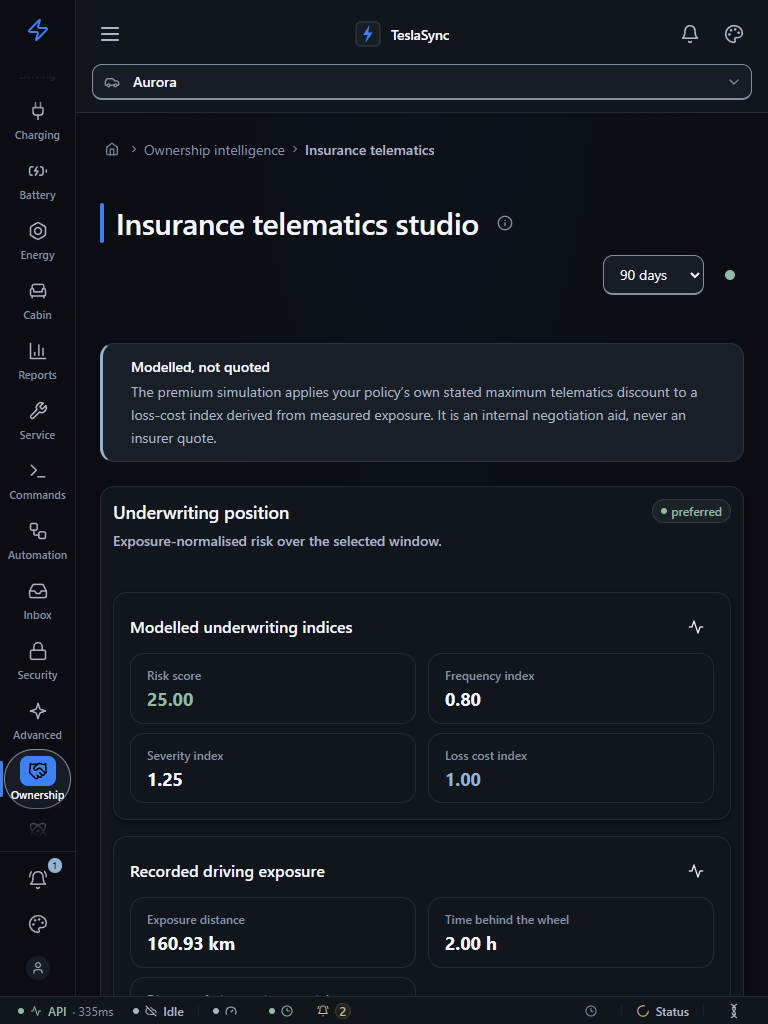 TeslaSync
Aurora
Driving
Charging
Battery
Energy
Cabin
Reports
Service
Commands
Automation
Inbox
Security
Advanced
Ownership
1
Ownership intelligence > Insurance telematics
Insurance telematics studio
90 days
Modelled, not quoted
The premium simulation applies your policy’s own stated maximum telematics discount to a
loss-cost index derived from measured exposure. It is an internal negotiation aid, never an
insurer quote.
Underwriting position
preferred
Exposure-normalised risk over the selected window.
Modelled underwriting indices
Risk score
25.00
Frequency index
0.80
Severity index
1.25
Loss cost index
1.00
Recorded driving exposure
Exposure distance
160.93 km
Time behind the wheel
2.00 h
API · 335ms
Idle
2
Status